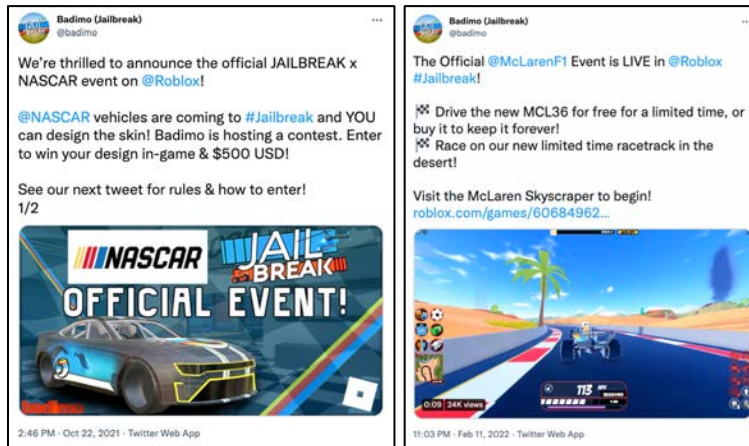 Badimo (Jailbreak)
@badimo
We're thrilled to announce the official JAILBREAK x
NASCAR event on @Roblox!
@NASCAR vehicles are coming to #Jailbreak and YOU
can design the skin! Badimo is hosting a contest. Enter
to win your design in-game & $500 USD!
See our next tweet for rules & how to enter!
1/2
NASCAR
JAIL
BREAK
OFFICIAL EVENT!
badimo
2:46 PM · Oct 22, 2021 · Twitter Web App
Badimo (Jailbreak)
@badimo
The Official @McLarenF1 Event is LIVE in @Roblox
#Jailbreak!
🏁 Drive the new MCL36 for free for a limited time, or
buy it to keep it forever!
🏁 Race on our new limited time racetrack in the
desert!
Visit the McLaren Skyscraper to begin!
roblox.com/games/60684962...
113
0:09
24K views
11:03 PM · Feb 11, 2022 · Twitter Web App